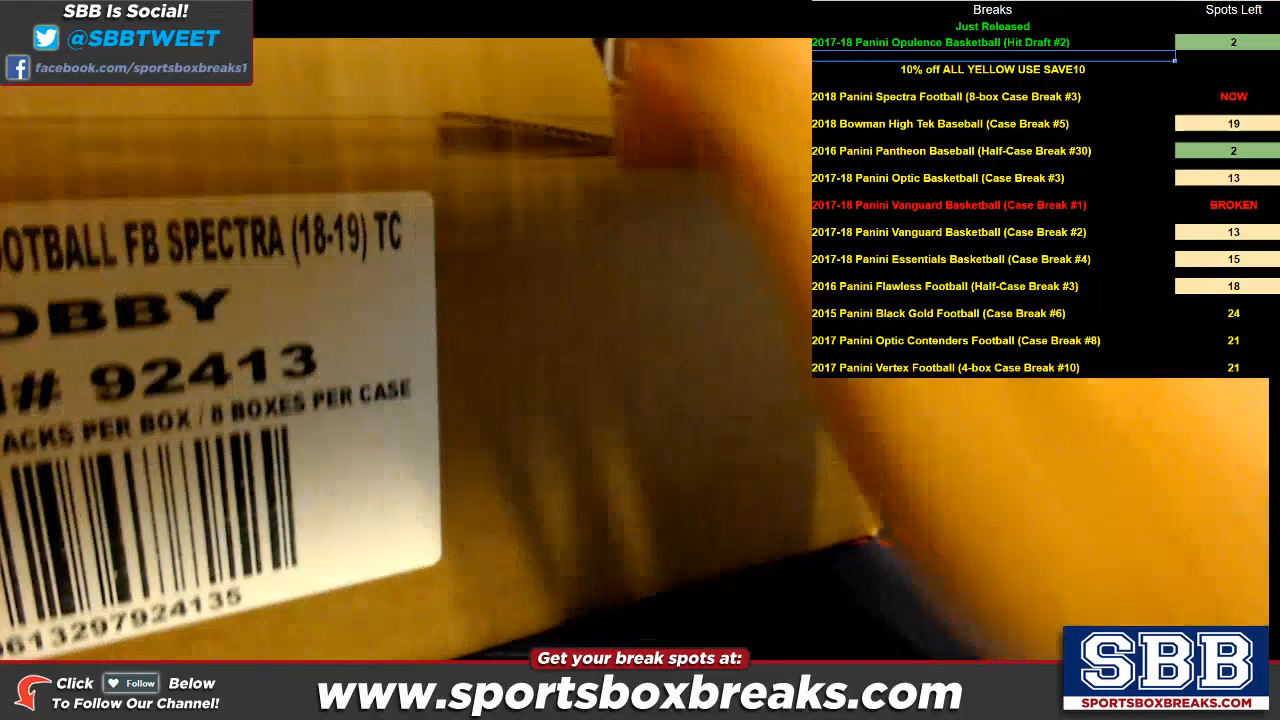 SBB Is Social!
@SBBTWEET
facebook.com/sportsboxbreaks1
Breaks Spots Left
Just Released
2017-18 Panini Opulence Basketball (Hit Draft #2) 2
10% off ALL YELLOW USE SAVE10
2018 Panini Spectra Football (8-box Case Break #3) NOW
2018 Bowman High Tek Baseball (Case Break #5) 19
2016 Panini Pantheon Baseball (Half-Case Break #30) 2
2017-18 Panini Optic Basketball (Case Break #3) 13
2017-18 Panini Vanguard Basketball (Case Break #1) BROKEN
2017-18 Panini Vanguard Basketball (Case Break #2) 13
2017-18 Panini Essentials Basketball (Case Break #4) 15
2016 Panini Flawless Football (Half-Case Break #3) 18
2015 Panini Black Gold Football (Case Break #6) 24
2017 Panini Optic Contenders Football (Case Break #8) 21
2017 Panini Vertex Football (4-box Case Break #10) 21
OOTBALL FB SPECTRA (18-19) TC
OBBY
# 92413
ACKS PER BOX / 8 BOXES PER CASE
613297924135
Get your break spots at:
Click Follow Below
To Follow Our Channel!
www.sportsboxbreaks.com
SBB
SPORTSBOXBREAKS.COM